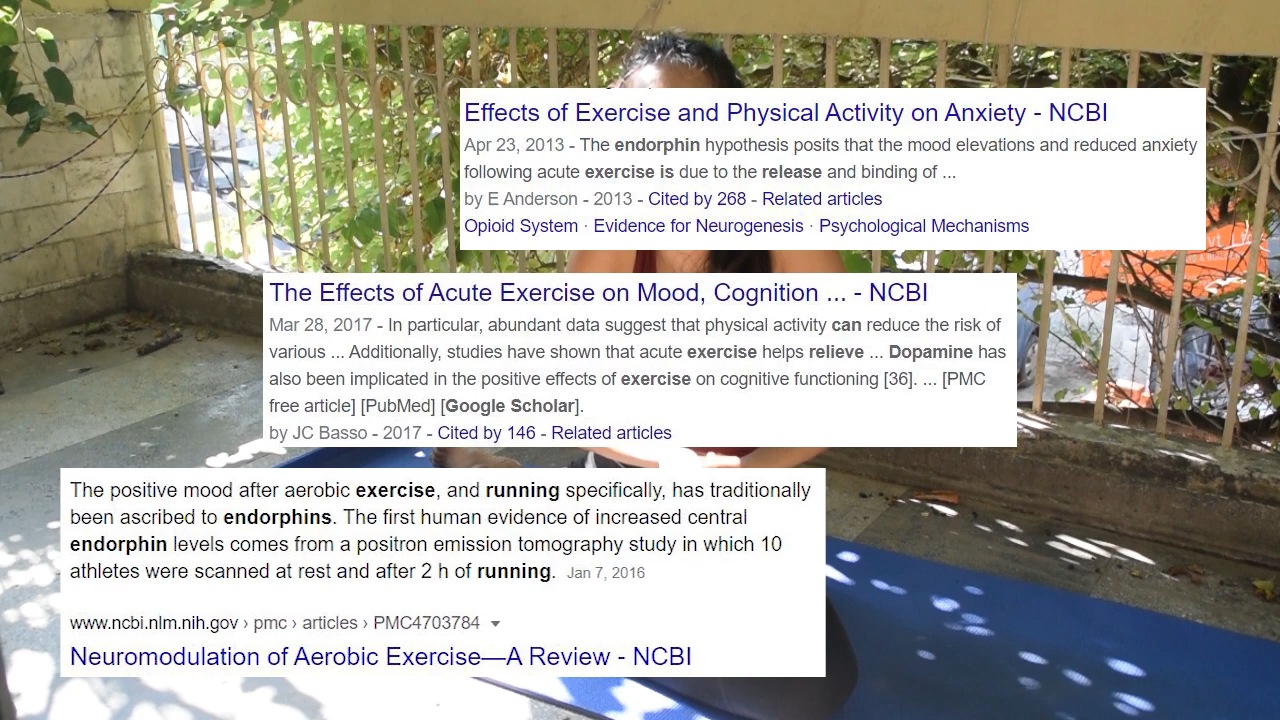 Effects of Exercise and Physical Activity on Anxiety - NCBI
Apr 23, 2013 - The endorphin hypothesis posits that the mood elevations and reduced anxiety
following acute exercise is due to the release and binding of ...
by E Anderson - 2013 - Cited by 268 - Related articles
Opioid System · Evidence for Neurogenesis · Psychological Mechanisms
The Effects of Acute Exercise on Mood, Cognition ... - NCBI
Mar 28, 2017 - In particular, abundant data suggest that physical activity can reduce the risk of
various ... Additionally, studies have shown that acute exercise helps relieve ... Dopamine has
also been implicated in the positive effects of exercise on cognitive functioning [36]. ... [PMC
free article] [PubMed] [Google Scholar].
by JC Basso - 2017 - Cited by 146 - Related articles
The positive mood after aerobic exercise, and running specifically, has traditionally
been ascribed to endorphins. The first human evidence of increased central
endorphin levels comes from a positron emission tomography study in which 10
athletes were scanned at rest and after 2 h of running. Jan 7, 2016
www.ncbi.nlm.nih.gov › pmc › articles › PMC4703784
Neuromodulation of Aerobic Exercise—A Review - NCBI